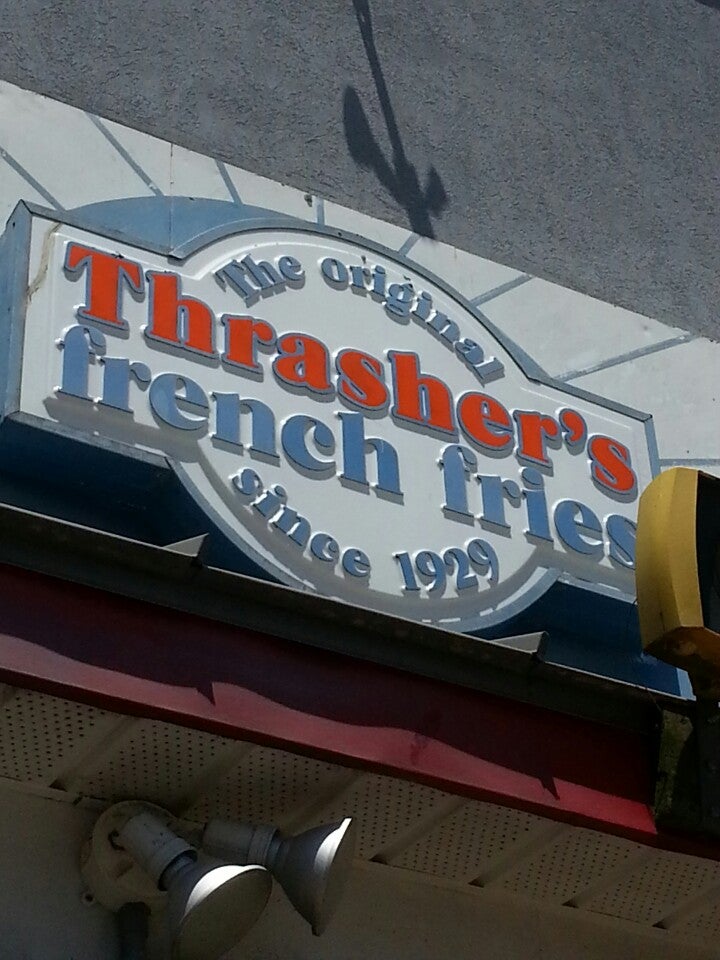 The original
Thrasher's
french fries
since 1929